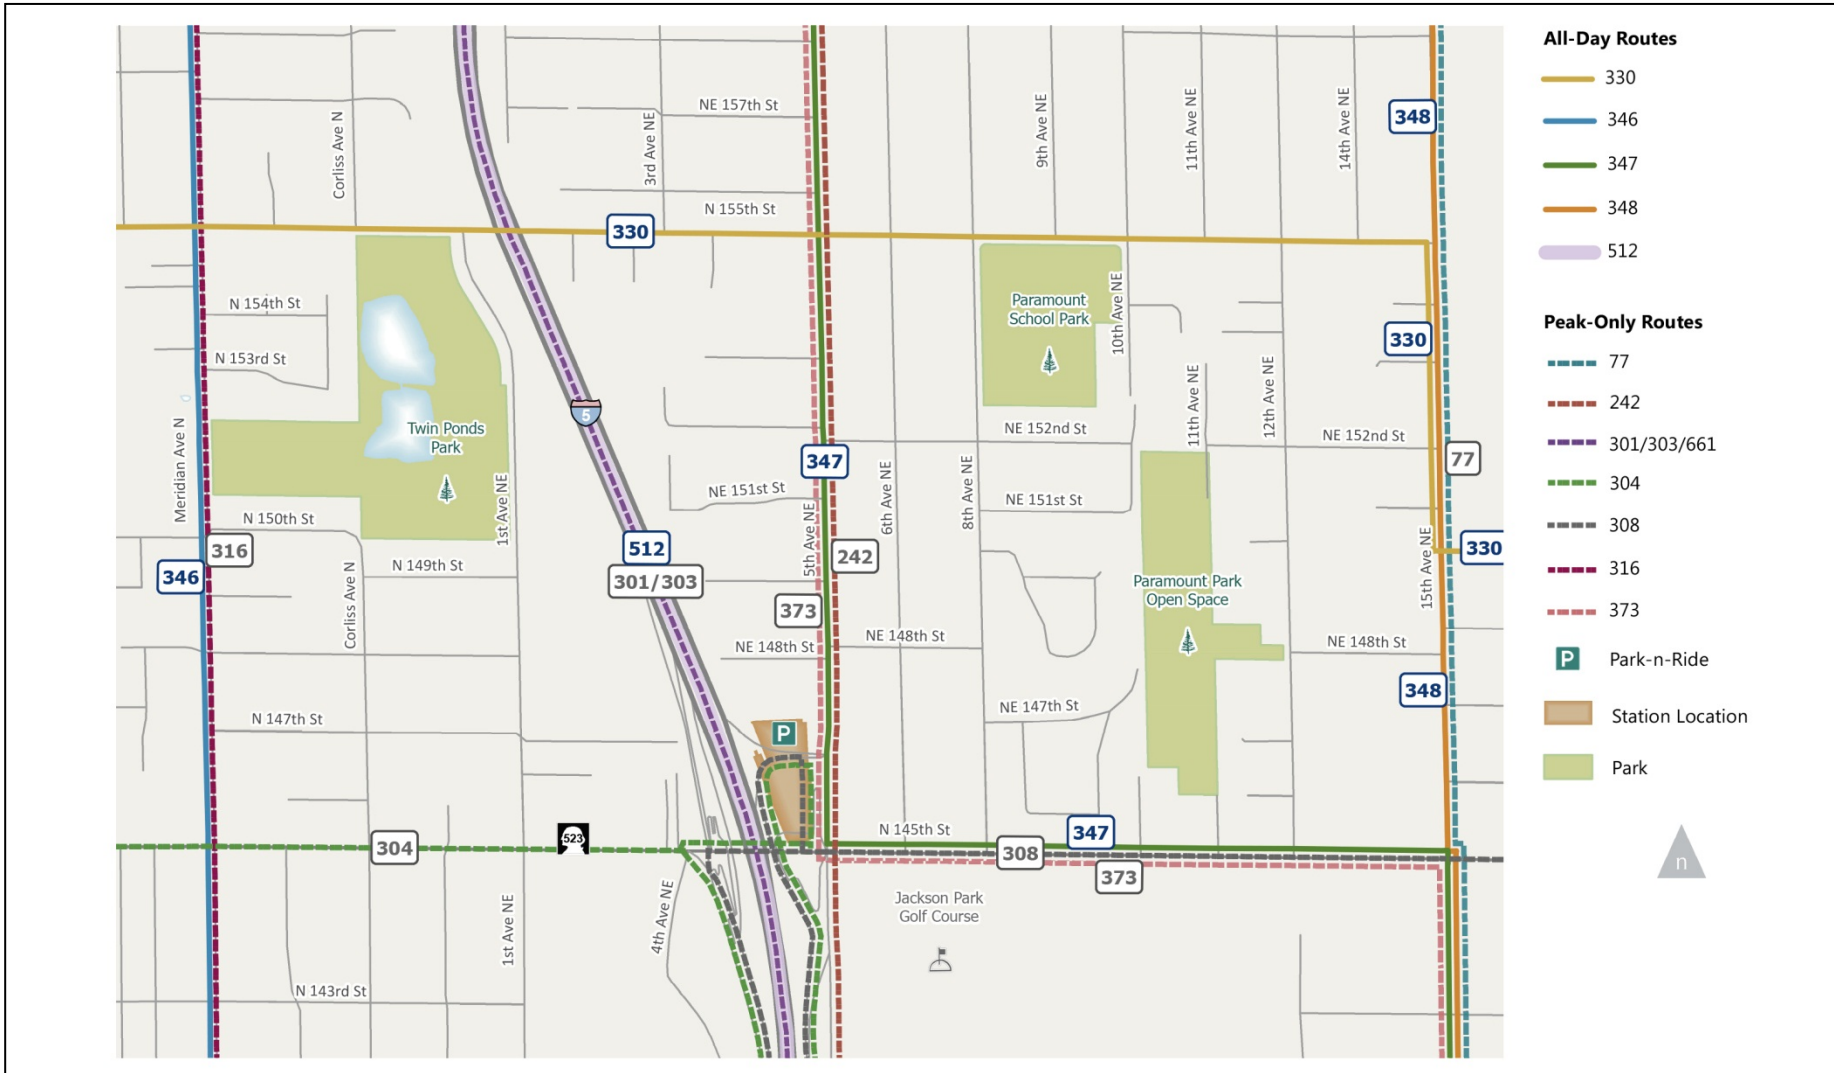 NE 157th St
3rd Ave NE
Corliss Ave N
N 155th St
330
9th Ave NE
11th Ave NE
14th Ave NE
348
N 154th St
N 153rd St
Twin Ponds
Park
Meridian Ave N
N 150th St
316
346
1st Ave NE
N 149th St
Corliss Ave N
N 147th St
5
512
301/303
347
NE 151st St
5th Ave NE
242
373
NE 148th St
P
6th Ave NE
8th Ave NE
NE 148th St
Paramount
School Park
10th Ave NE
NE 152nd St
NE 151st St
11th Ave NE
12th Ave NE
NE 152nd St
330
77
15th Ave NE
330
Paramount Park
Open Space
NE 148th St
348
NE 147th St
N 145th St
347
308
373
304
523
4th Ave NE
1st Ave NE
N 143rd St
Jackson Park
Golf Course
All-Day Routes
330
346
347
348
512
Peak-Only Routes
77
242
301/303/661
304
308
316
373
P Park-n-Ride
Station Location
Park
n